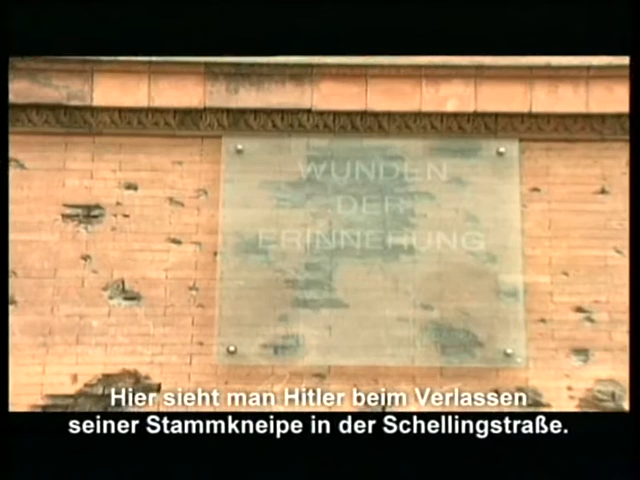 WUNDEN
DER
ERINNERUNG
Hier sieht man Hitler beim Verlassen
seiner Stammkneipe in der Schellingstraße.